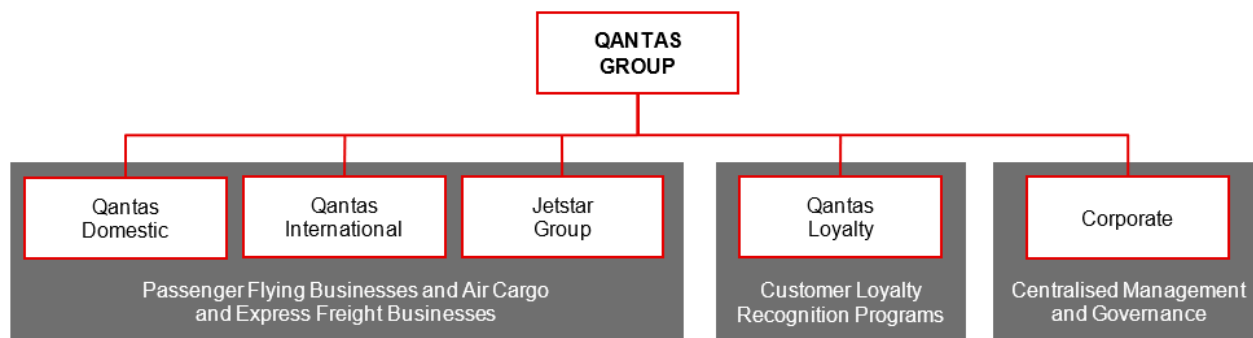 QANTAS
GROUP
Qantas
Domestic
Qantas
International
Jetstar
Group
Qantas
Loyalty
Corporate
Passenger Flying Businesses and Air Cargo
and Express Freight Businesses
Customer Loyalty
Recognition Programs
Centralised Management
and Governance